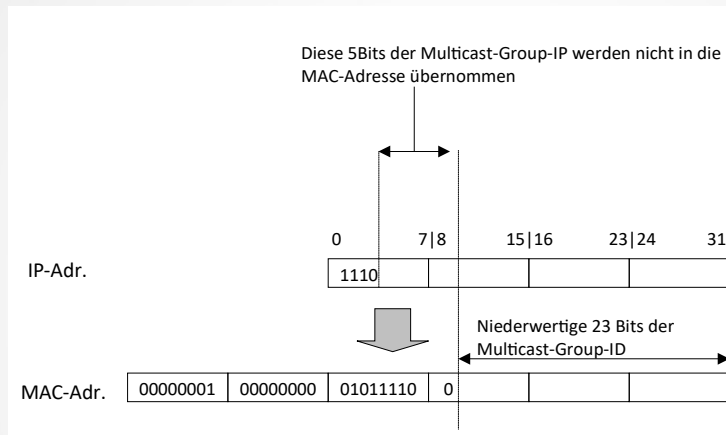 Diese 5Bits der Multicast-Group-IP werden nicht in die
MAC-Adresse übernommen
0 7|8 15|16 23|24 31
IP-Adr.
1110
Niederwertige 23 Bits der
Multicast-Group-ID
MAC-Adr. 00000001 00000000 01011110 0